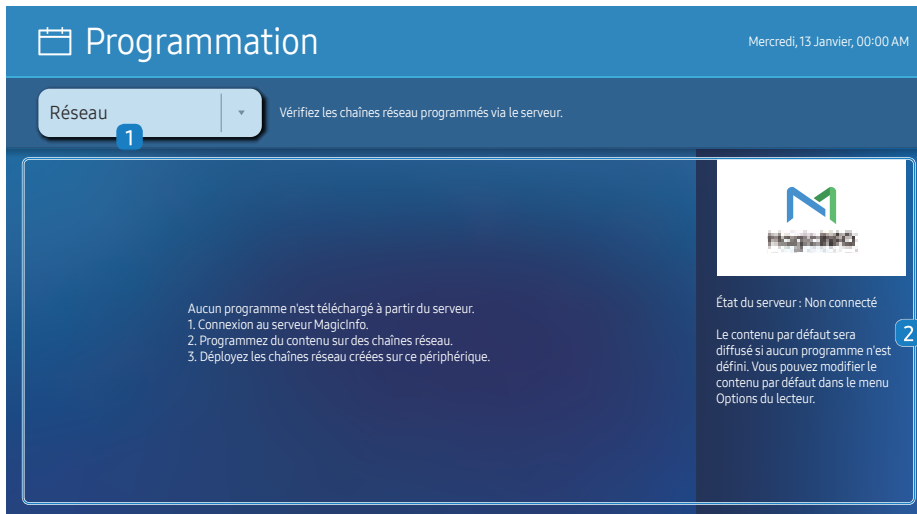 Programmation
Mercredi, 13 Janvier, 00:00 AM
Réseau
Vérifiez les chaînes réseau programmés via le serveur.
1
MagicINFO
Aucun programme n'est téléchargé à partir du serveur.
1. Connexion au serveur MagicInfo.
2. Programmez du contenu sur des chaînes réseau.
3. Déployez les chaînes réseau créées sur ce périphérique.
État du serveur : Non connecté
Le contenu par défaut sera
diffusé si aucun programme n'est
défini. Vous pouvez modifier le
contenu par défaut dans le menu
Options du lecteur.
2